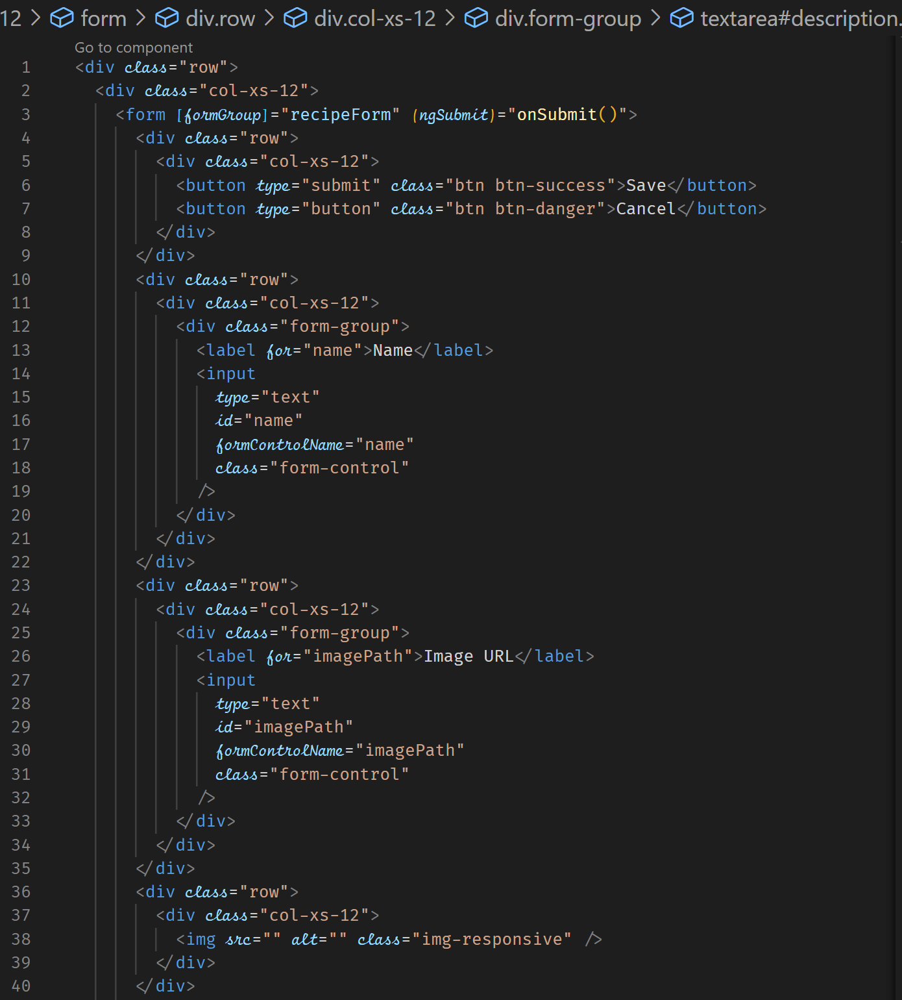 12 > form > div.row > div.col-xs-12 > div.form-group > textarea#description.
Go to component
1 <div class="row">
2 <div class="col-xs-12">
3 <form [formGroup]="recipeForm" (ngSubmit)="onSubmit()">
4 <div class="row">
5 <div class="col-xs-12">
6 <button type="submit" class="btn btn-success">Save</button>
7 <button type="button" class="btn btn-danger">Cancel</button>
8 </div>
9 </div>
10 <div class="row">
11 <div class="col-xs-12">
12 <div class="form-group">
13 <label for="name">Name</label>
14 <input
15 type="text"
16 id="name"
17 formControlName="name"
18 class="form-control"
19 />
20 </div>
21 </div>
22 </div>
23 <div class="row">
24 <div class="col-xs-12">
25 <div class="form-group">
26 <label for="imagePath">Image URL</label>
27 <input
28 type="text"
29 id="imagePath"
30 formControlName="imagePath"
31 class="form-control"
32 />
33 </div>
34 </div>
35 </div>
36 <div class="row">
37 <div class="col-xs-12">
38 <img src="" alt="" class="img-responsive" />
39 </div>
40 </div>